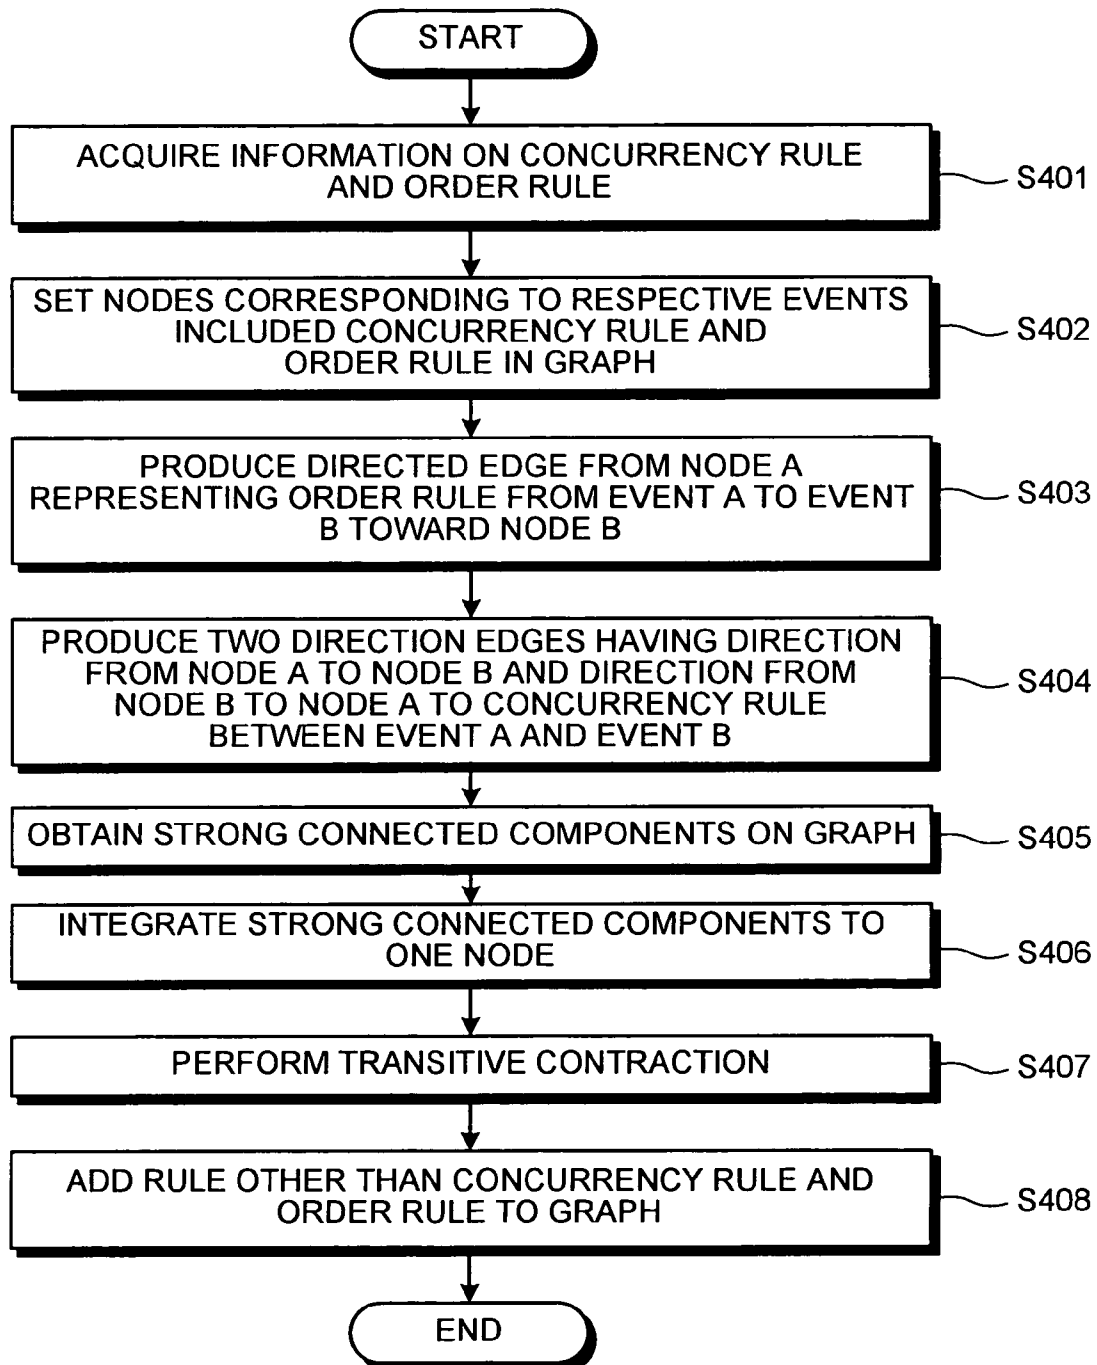 START
ACQUIRE INFORMATION ON CONCURRENCY RULE
AND ORDER RULE
S401
SET NODES CORRESPONDING TO RESPECTIVE EVENTS
INCLUDED CONCURRENCY RULE AND
ORDER RULE IN GRAPH
S402
PRODUCE DIRECTED EDGE FROM NODE A
REPRESENTING ORDER RULE FROM EVENT A TO EVENT
B TOWARD NODE B
S403
PRODUCE TWO DIRECTION EDGES HAVING DIRECTION
FROM NODE A TO NODE B AND DIRECTION FROM
NODE B TO NODE A TO CONCURRENCY RULE
BETWEEN EVENT A AND EVENT B
S404
OBTAIN STRONG CONNECTED COMPONENTS ON GRAPH
S405
INTEGRATE STRONG CONNECTED COMPONENTS TO
ONE NODE
S406
PERFORM TRANSITIVE CONTRACTION
S407
ADD RULE OTHER THAN CONCURRENCY RULE AND
ORDER RULE TO GRAPH
S408
END